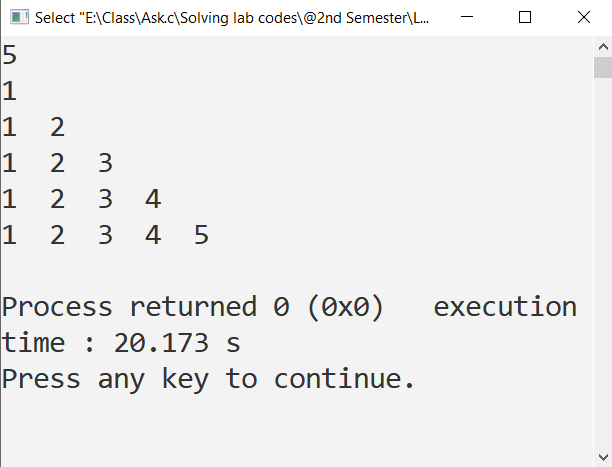 Select "E:\Class\Ask.c\Solving lab codes\@2nd Semester\L...
5
1
1  2
1  2  3
1  2  3  4
1  2  3  4  5
Process returned 0 (0x0)   execution
time : 20.173 s
Press any key to continue.